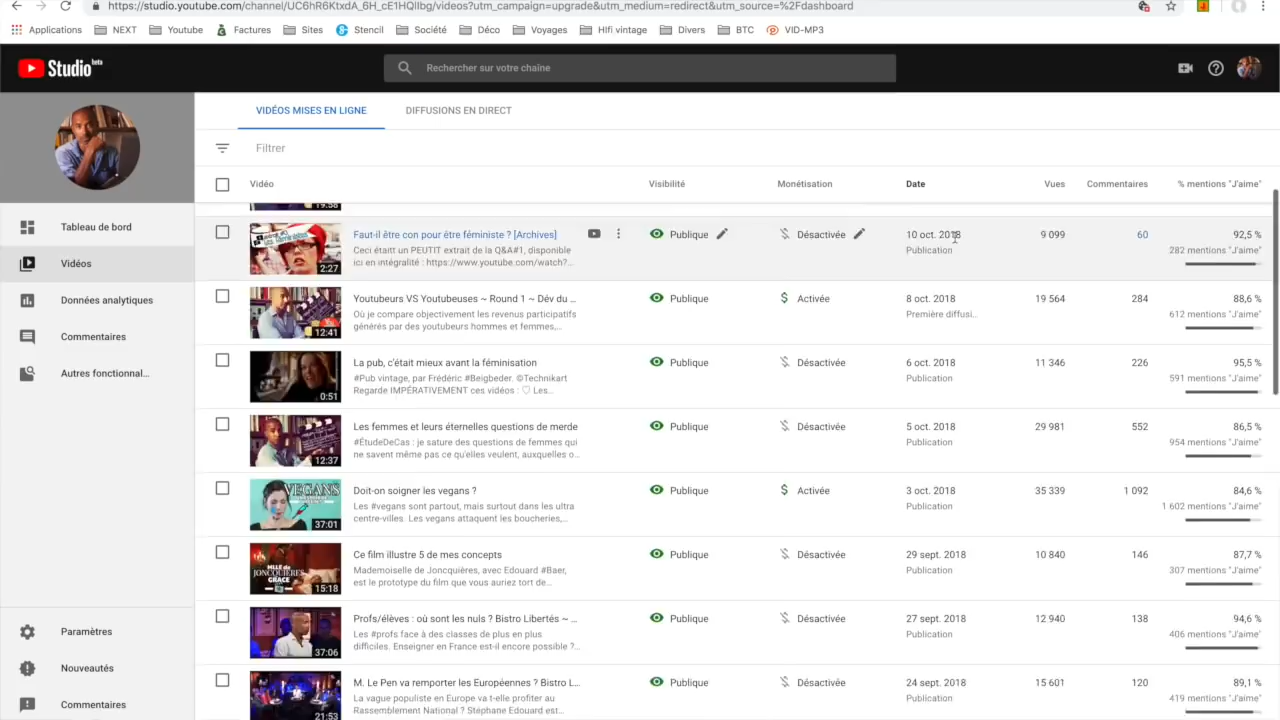 https://studio.youtube.com/channel/UC6hR6KtxdA_6H_cE1HQIlbg/videos?utm_campaign=upgrade&utm_medium=redirect&utm_source=%2Fdashboard
Applications NEXT Youtube Factures Sites Stencil Société Déco Voyages HIfi vintage Divers BTC VID-MP3
Studio beta
Rechercher sur votre chaîne
VIDÉOS MISES EN LIGNE DIFFUSIONS EN DIRECT
Filtrer
Vidéo Visibilité Monétisation Date Vues Commentaires % mentions "J'aime"
19:58
Tableau de bord
Vidéos
Données analytiques
Commentaires
Autres fonctionnal...
Paramètres
Nouveautés
Commentaires
Faut-il être con pour être féministe ? [Archives] Publique Désactivée 10 oct. 2018 9 099 60 92,5 %
Ceci étaitt un PEUTIT extrait de la Q&A#1, disponible Publication 282 mentions "J'aime"
ici en intégralité : https://www.youtube.com/watch?...
2:27
Youtubeurs VS Youtubeuses ~ Round 1 ~ Dév du ... Publique Activée 8 oct. 2018 19 564 284 88,6 %
Où je compare objectivement les revenus participatifs Première diffusi... 612 mentions "J'aime"
générés par des youtubeurs hommes et femmes,...
12:41
La pub, c'était mieux avant la féminisation Publique Désactivée 6 oct. 2018 11 346 226 95,5 %
#Pub vintage, par Frédéric #Beigbeder. ©Technikart Publication 591 mentions "J'aime"
Regarde IMPÉRATIVEMENT ces vidéos : ♡ Les...
0:51
Les femmes et leurs éternelles questions de merde Publique Désactivée 5 oct. 2018 29 981 552 86,5 %
#ÉtudeDeCas : je sature des questions de femmes qui Publication 954 mentions "J'aime"
ne savent même pas ce qu'elles veulent, auxquelles o...
12:37
Doit-on soigner les vegans ? Publique Activée 3 oct. 2018 35 339 1 092 84,6 %
Les #vegans sont partout, mais surtout dans les ultra Publication 1 602 mentions "J'aime"
centre-villes. Les vegans attaquent les boucheries,...
VEGANS
37:01
Ce film illustre 5 de mes concepts Publique Désactivée 29 sept. 2018 10 840 146 87,7 %
Mademoiselle de Joncquières, avec Edouard #Baer, Publication 307 mentions "J'aime"
est le prototype du film que vous auriez tort de...
MLLE de
JONCQUIÈRES
GRACE
15:18
Profs/élèves : où sont les nuls ? Bistro Libertés ~ ... Publique Désactivée 27 sept. 2018 12 940 138 94,6 %
Les #profs face à des classes de plus en plus Publication 406 mentions "J'aime"
difficiles. Enseigner en France est-il encore possible ?...
37:06
M. Le Pen va remporter les Européennes ? Bistro L... Publique Désactivée 24 sept. 2018 15 601 120 89,1 %
La vague populiste en Europe va t-elle profiter au Publication 419 mentions "J'aime"
Rassemblement National ? Stéphane Edouard est...
21:53